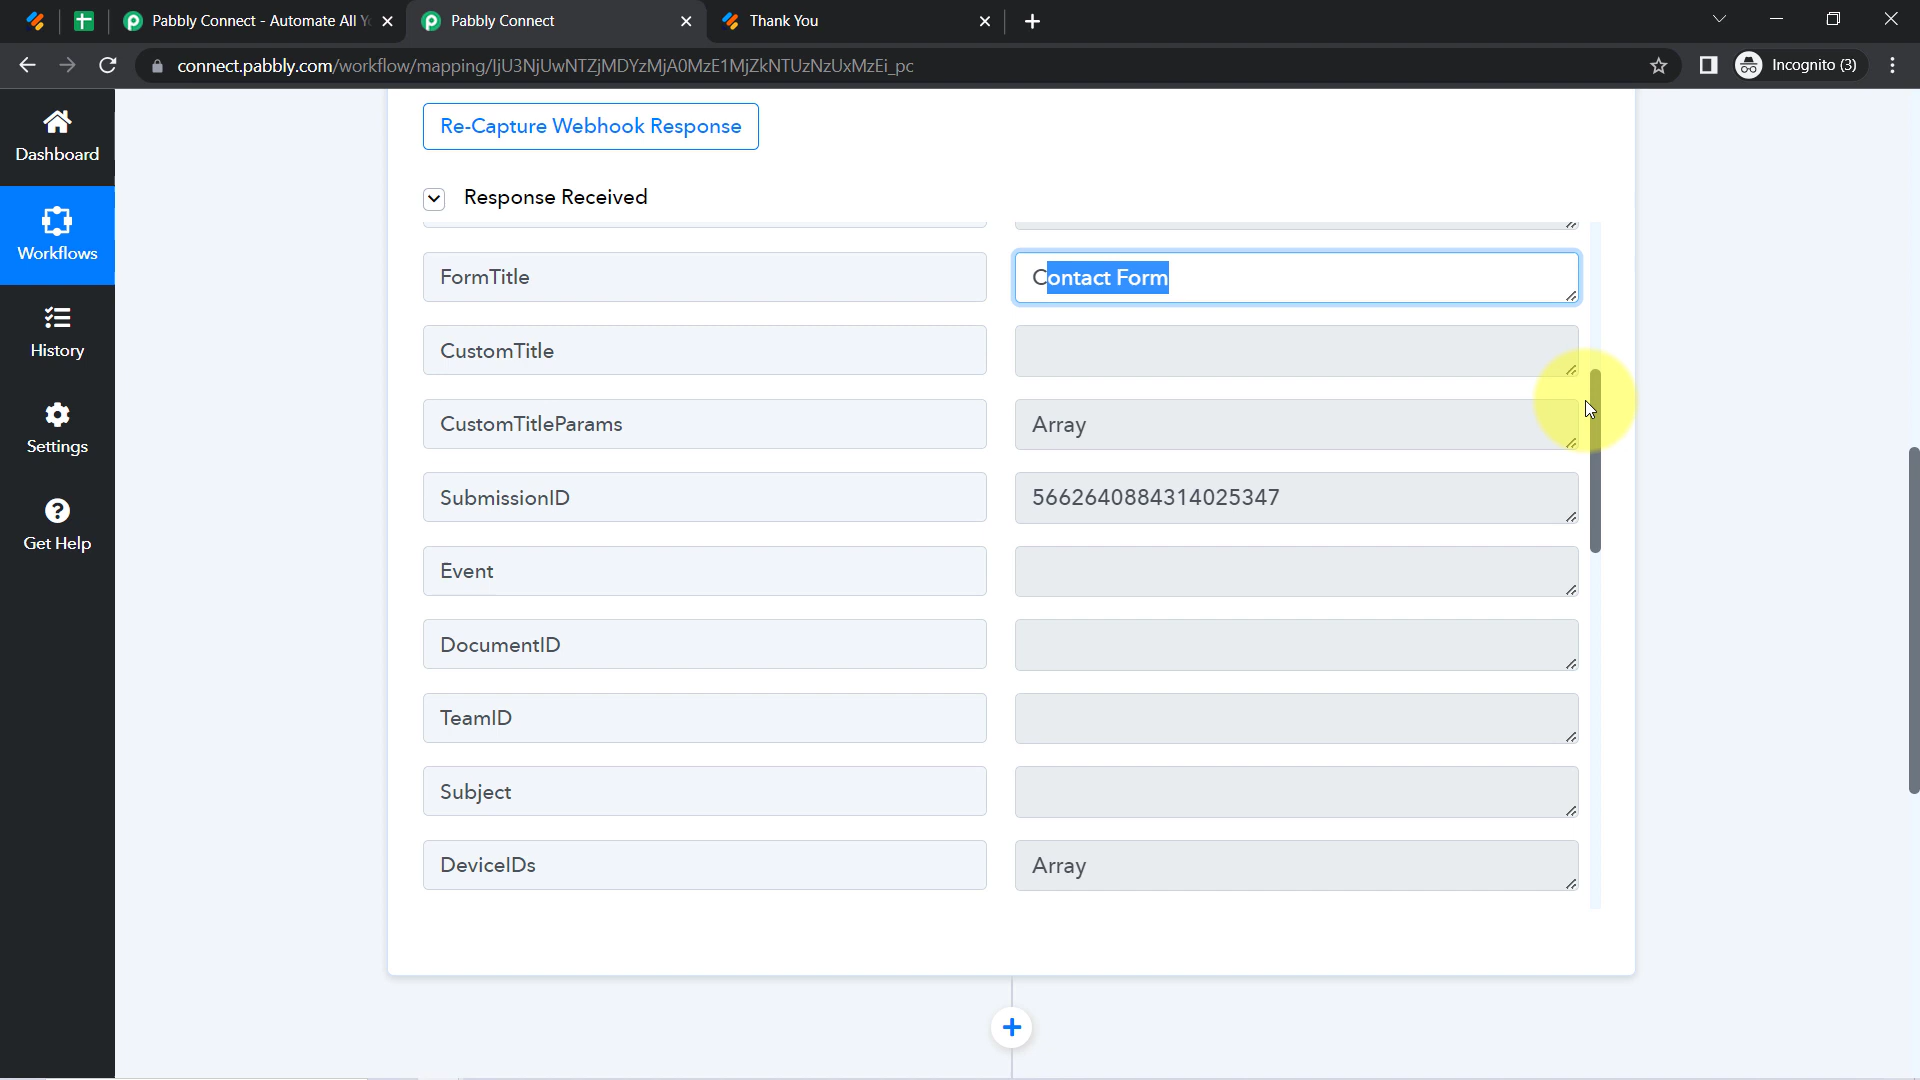 Pabbly Connect - Automate All Y
Pabbly Connect
Thank You
connect.pabbly.com/workflow/mapping/IjU3NjUwNTZjMDYzMjA0MzE1MjZkNTUzNzUxMzEi_pc
Incognito (3)
Dashboard
Workflows
History
Settings
Get Help
Re-Capture Webhook Response
Response Received
FormTitle
Contact Form
CustomTitle
CustomTitleParams
Array
SubmissionID
5662640884314025347
Event
DocumentID
TeamID
Subject
DeviceIDs
Array